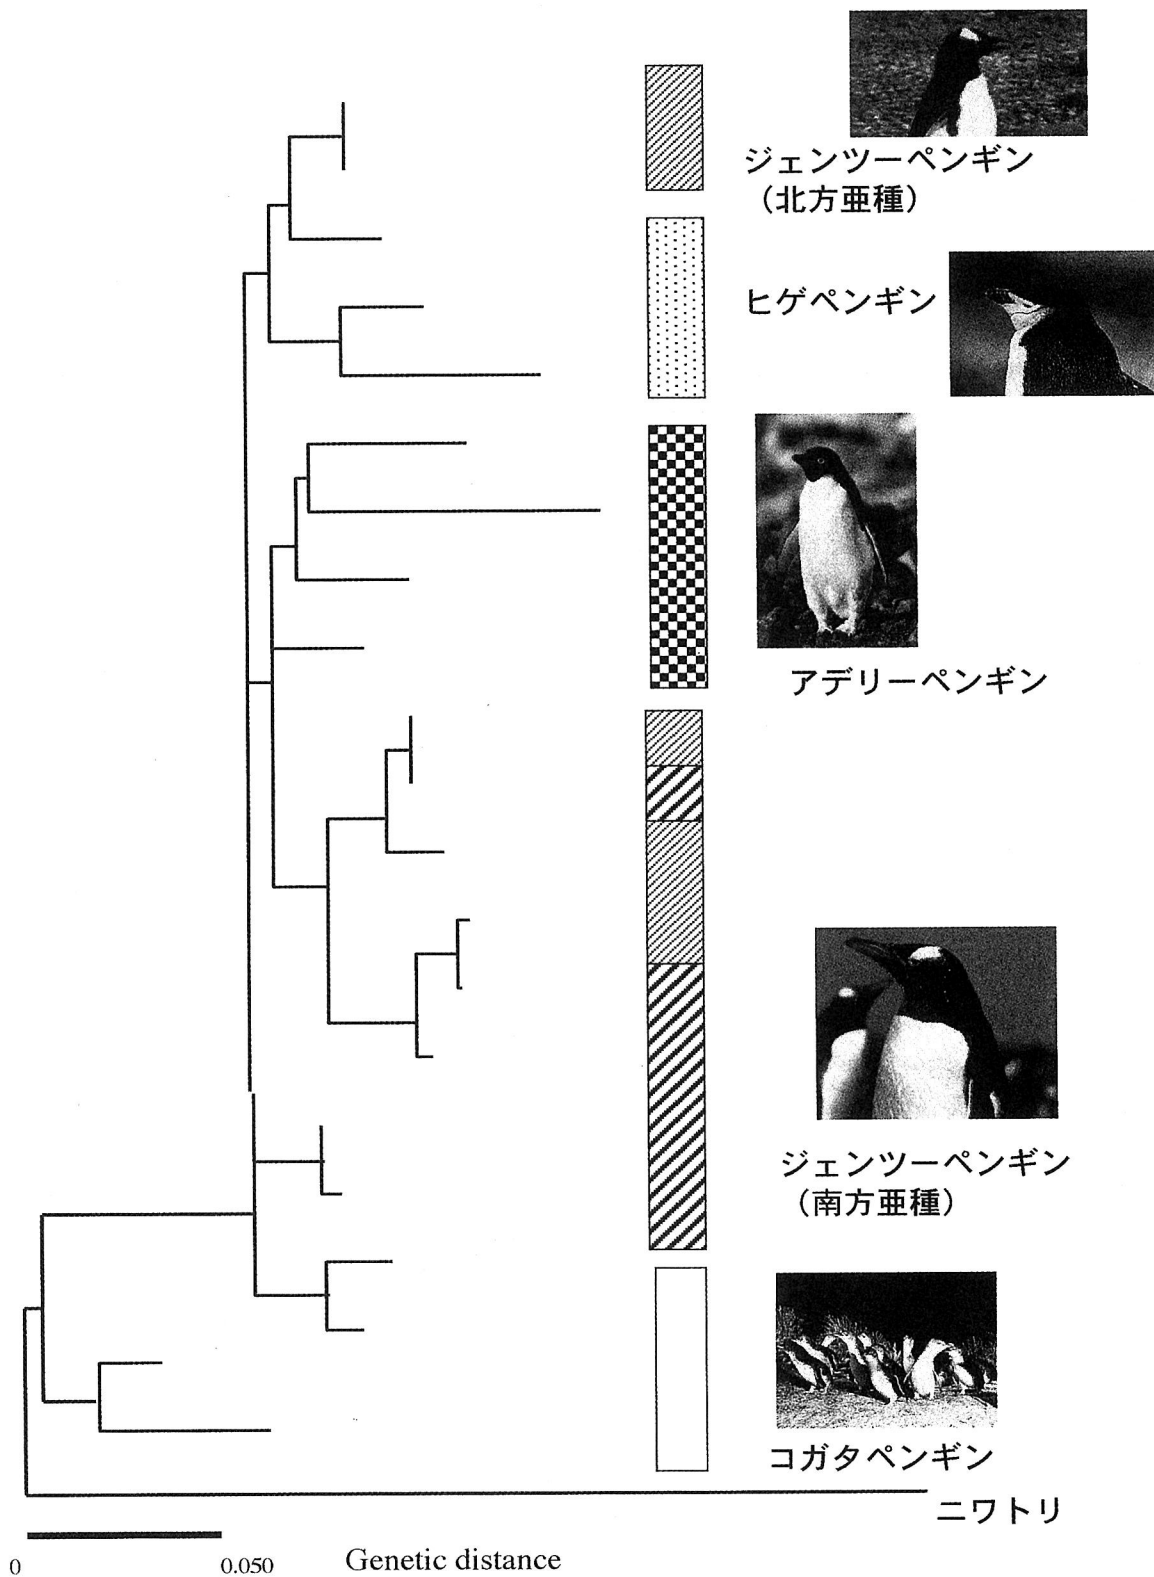 ジェンツーペンギン
（北方亜種）
ヒゲペンギン
アデリーペンギン
ジェンツーペンギン
（南方亜種）
コガタペンギン
ニワトリ
0
0.050
Genetic distance